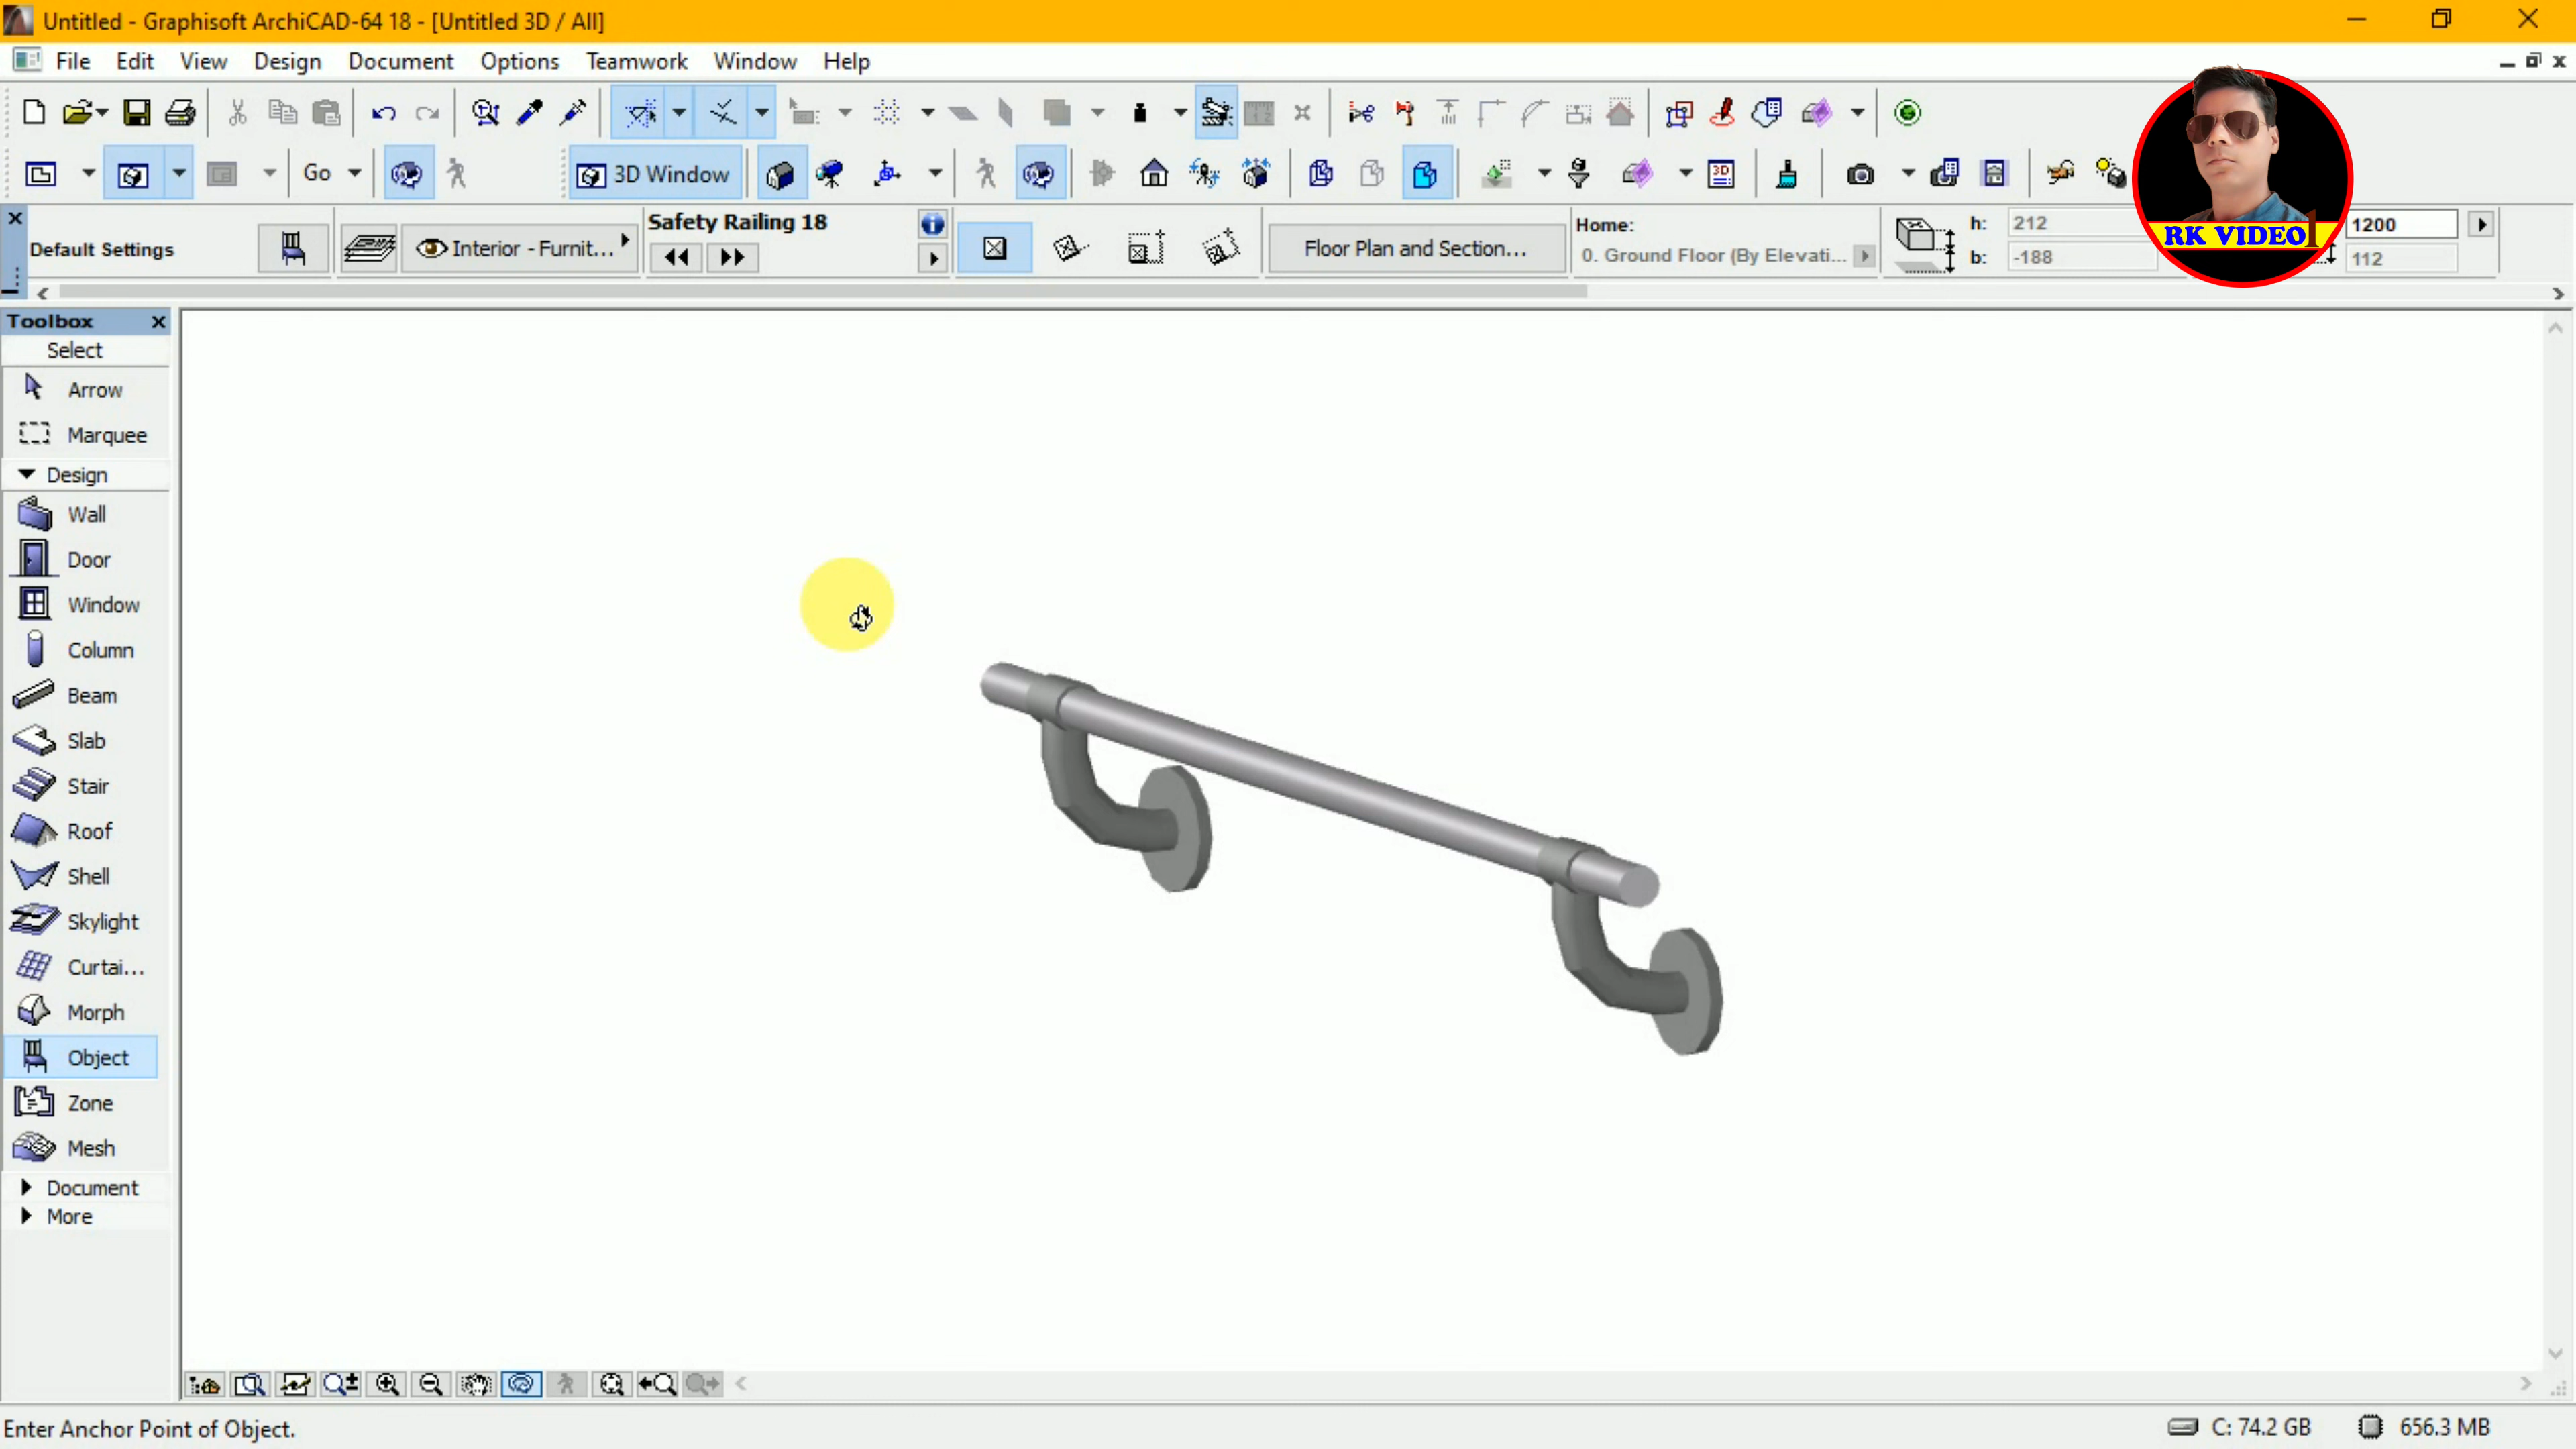 Untitled - Graphisoft ArchiCAD-64 18 - [Untitled 3D / All]
File Edit View Design Document Options Teamwork Window Help
Go 3D Window 3D
Default Settings Interior - Furnit... Safety Railing 18 Floor Plan and Section... Home: 0. Ground Floor (By Elevati... h: 212 b: -188 1200 112
RK VIDEO1
Toolbox
Select
Arrow
Marquee
Design
Wall
Door
Window
Column
Beam
Slab
Stair
Roof
Shell
Skylight
Curtai...
Morph
Object
Zone
Mesh
Document
More
Enter Anchor Point of Object. C: 74.2 GB 656.3 MB